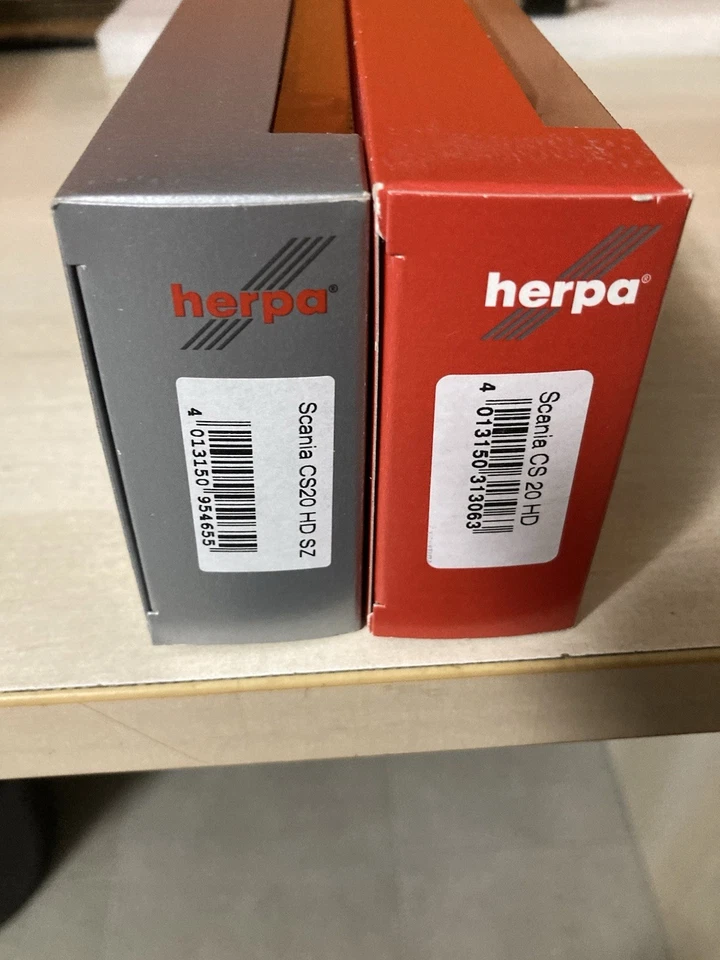 herpa®
Scania CS20 HD SZ
4 013150 954655
herpa®
Scania CS 20 HD
4 013150 313063